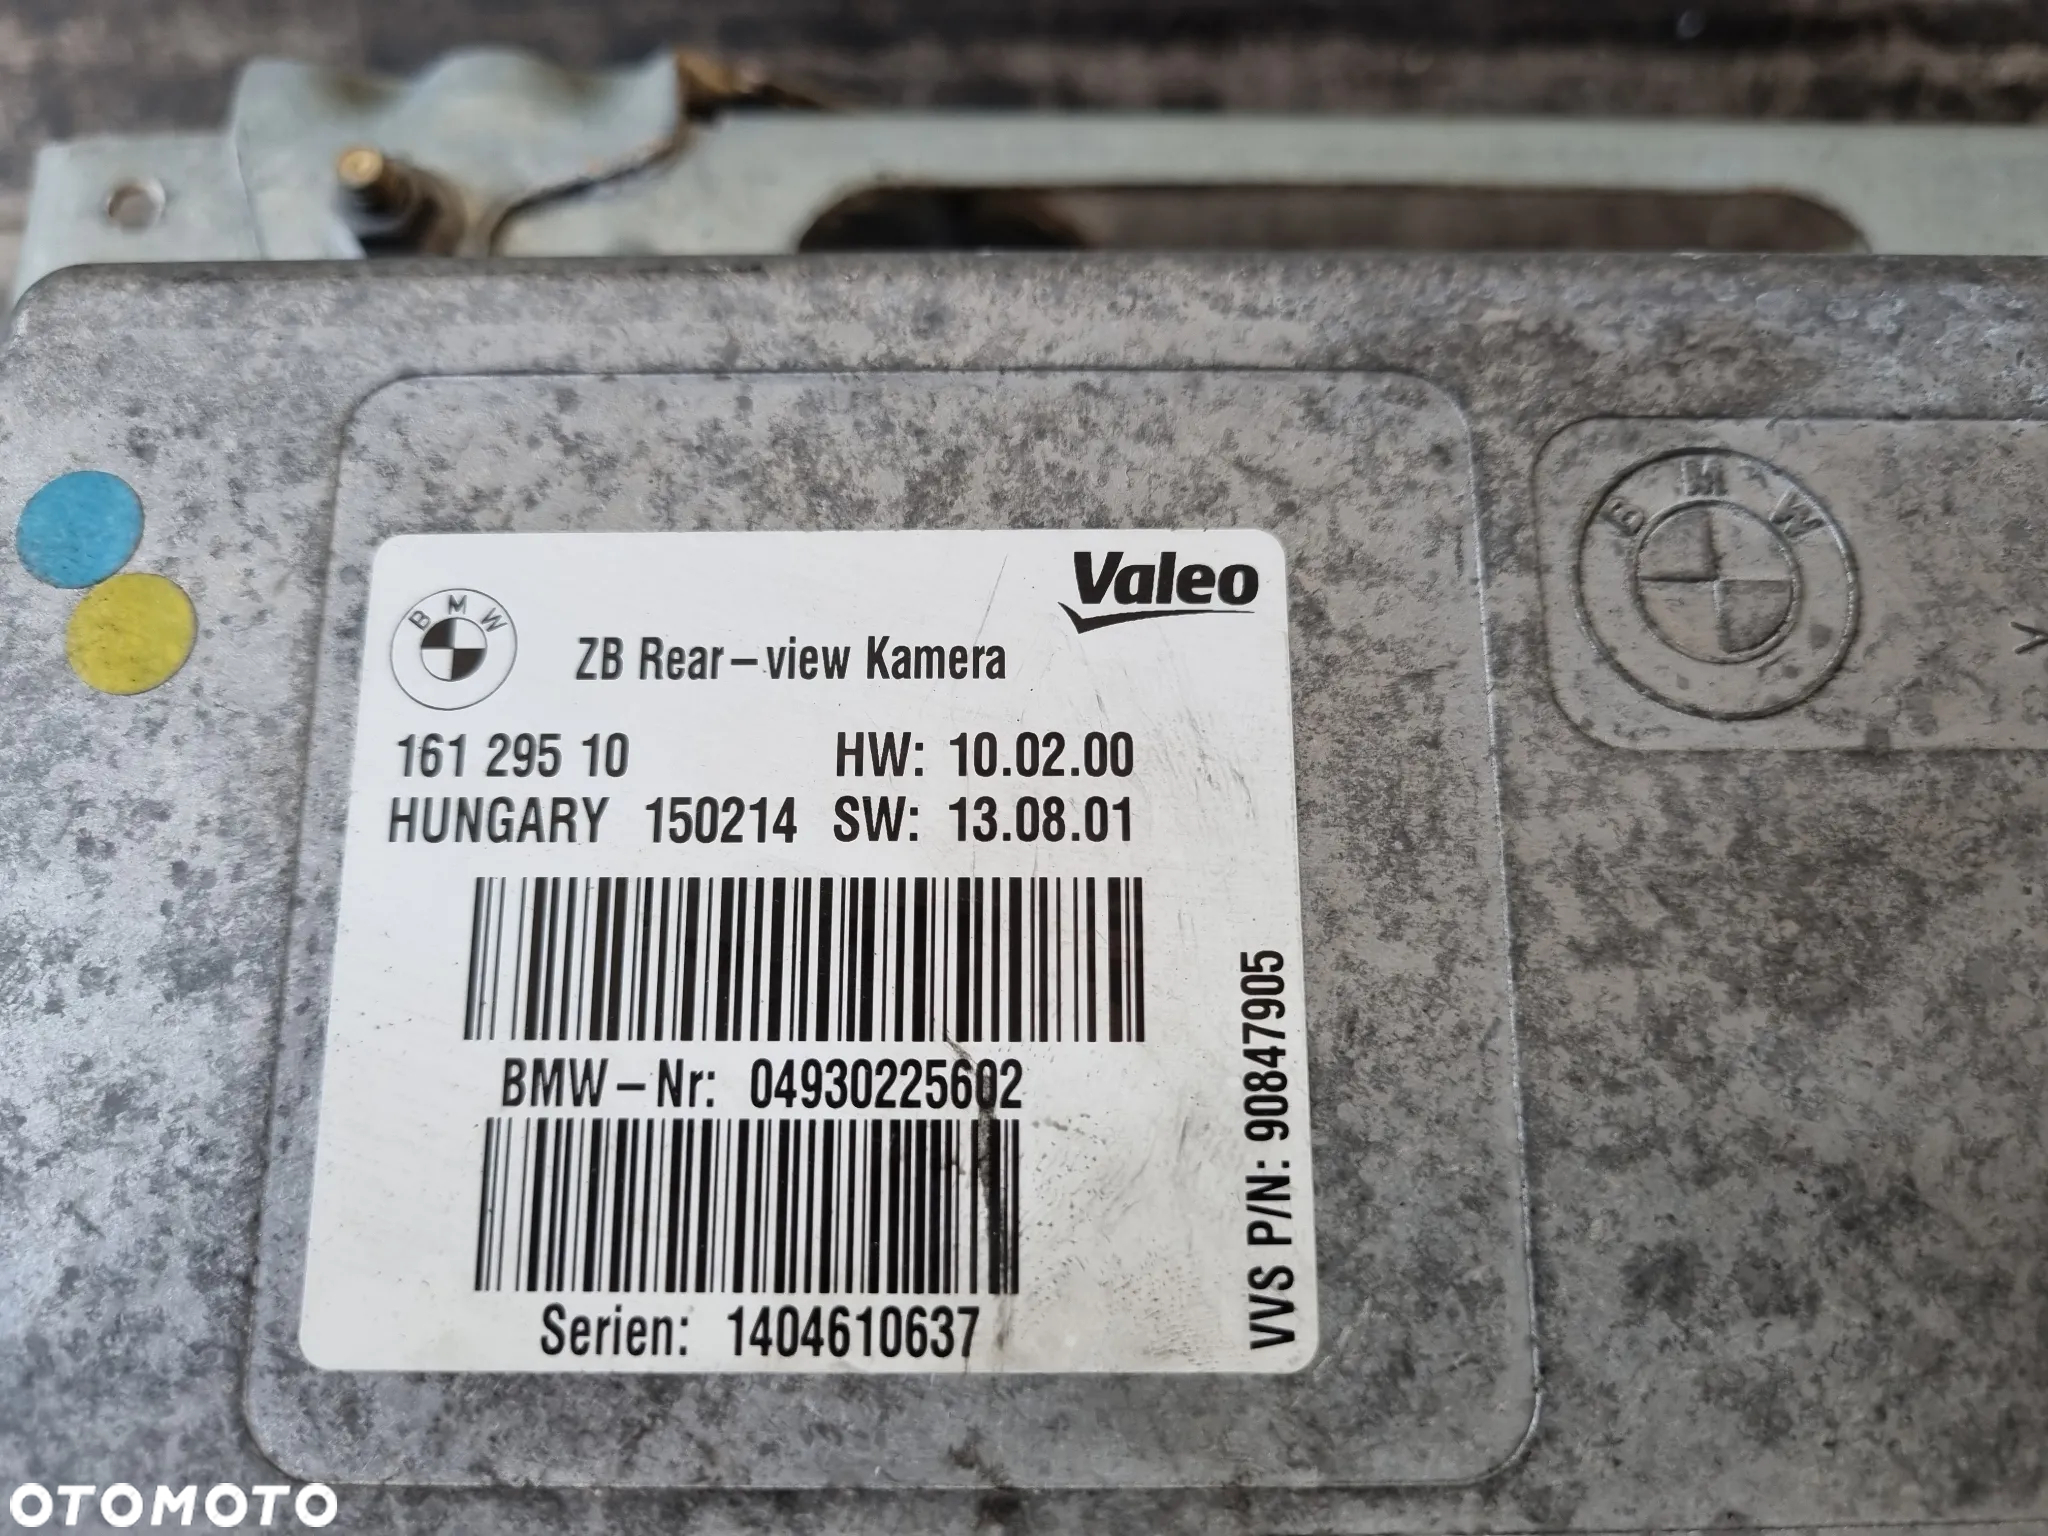 Valeo
BMW
ZB Rear-view Kamera
161 295 10 HW: 10.02.00
HUNGARY 150214 SW: 13.08.01
BMW-Nr: 04930225602
Serien: 1404610637
VVS P/N: 90847905
BMW
OTOMOTO